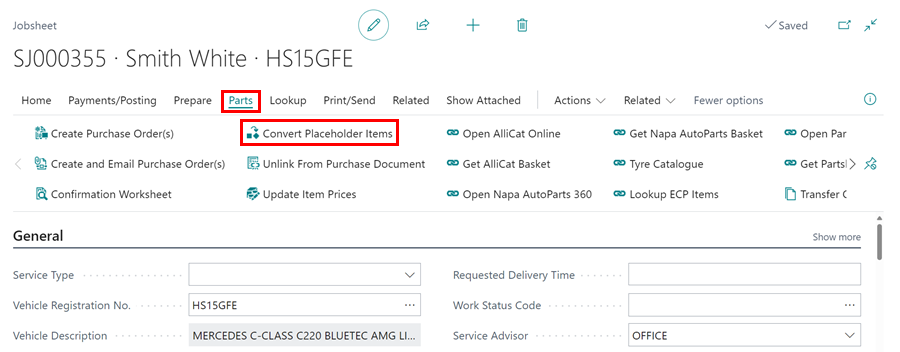 Jobsheet
Saved
SJ000355 · Smith White · HS15GFE
Home Payments/Posting Prepare Parts Lookup Print/Send Related Show Attached Actions Related Fewer options
Create Purchase Order(s) Convert Placeholder Items Open AlliCat Online Get Napa AutoParts Basket Open Par
Create and Email Purchase Order(s) Unlink From Purchase Document Get AlliCat Basket Tyre Catalogue Get Parts
Confirmation Worksheet Update Item Prices Open Napa AutoParts 360 Lookup ECP Items Transfer
General Show more
Service Type Requested Delivery Time
Vehicle Registration No. HS15GFE Work Status Code
Vehicle Description MERCEDES C-CLASS C220 BLUETEC AMG LI... Service Advisor OFFICE